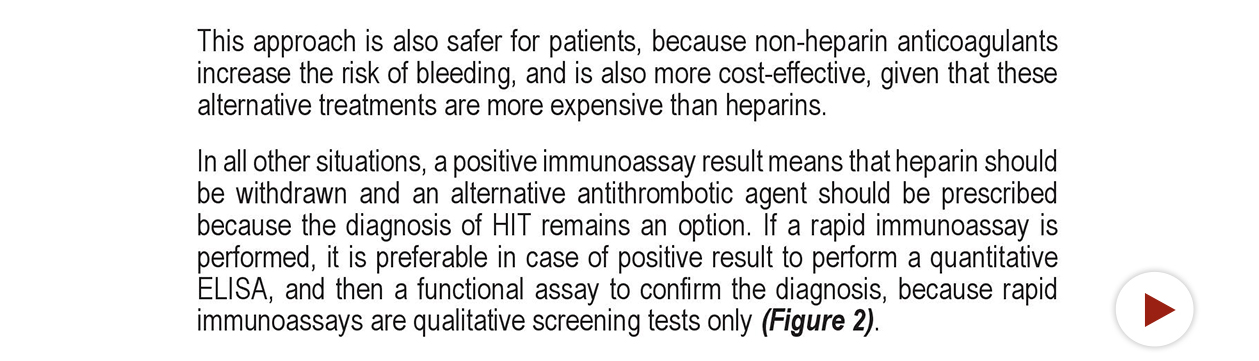 This approach is also safer for patients, because non-heparin anticoagulants
increase the risk of bleeding, and is also more cost-effective, given that these
alternative treatments are more expensive than heparins.
In all other situations, a positive immunoassay result means that heparin should
be withdrawn and an alternative antithrombotic agent should be prescribed
because the diagnosis of HIT remains an option. If a rapid immunoassay is
performed, it is preferable in case of positive result to perform a quantitative
ELISA, and then a functional assay to confirm the diagnosis, because rapid
immunoassays are qualitative screening tests only (Figure 2).